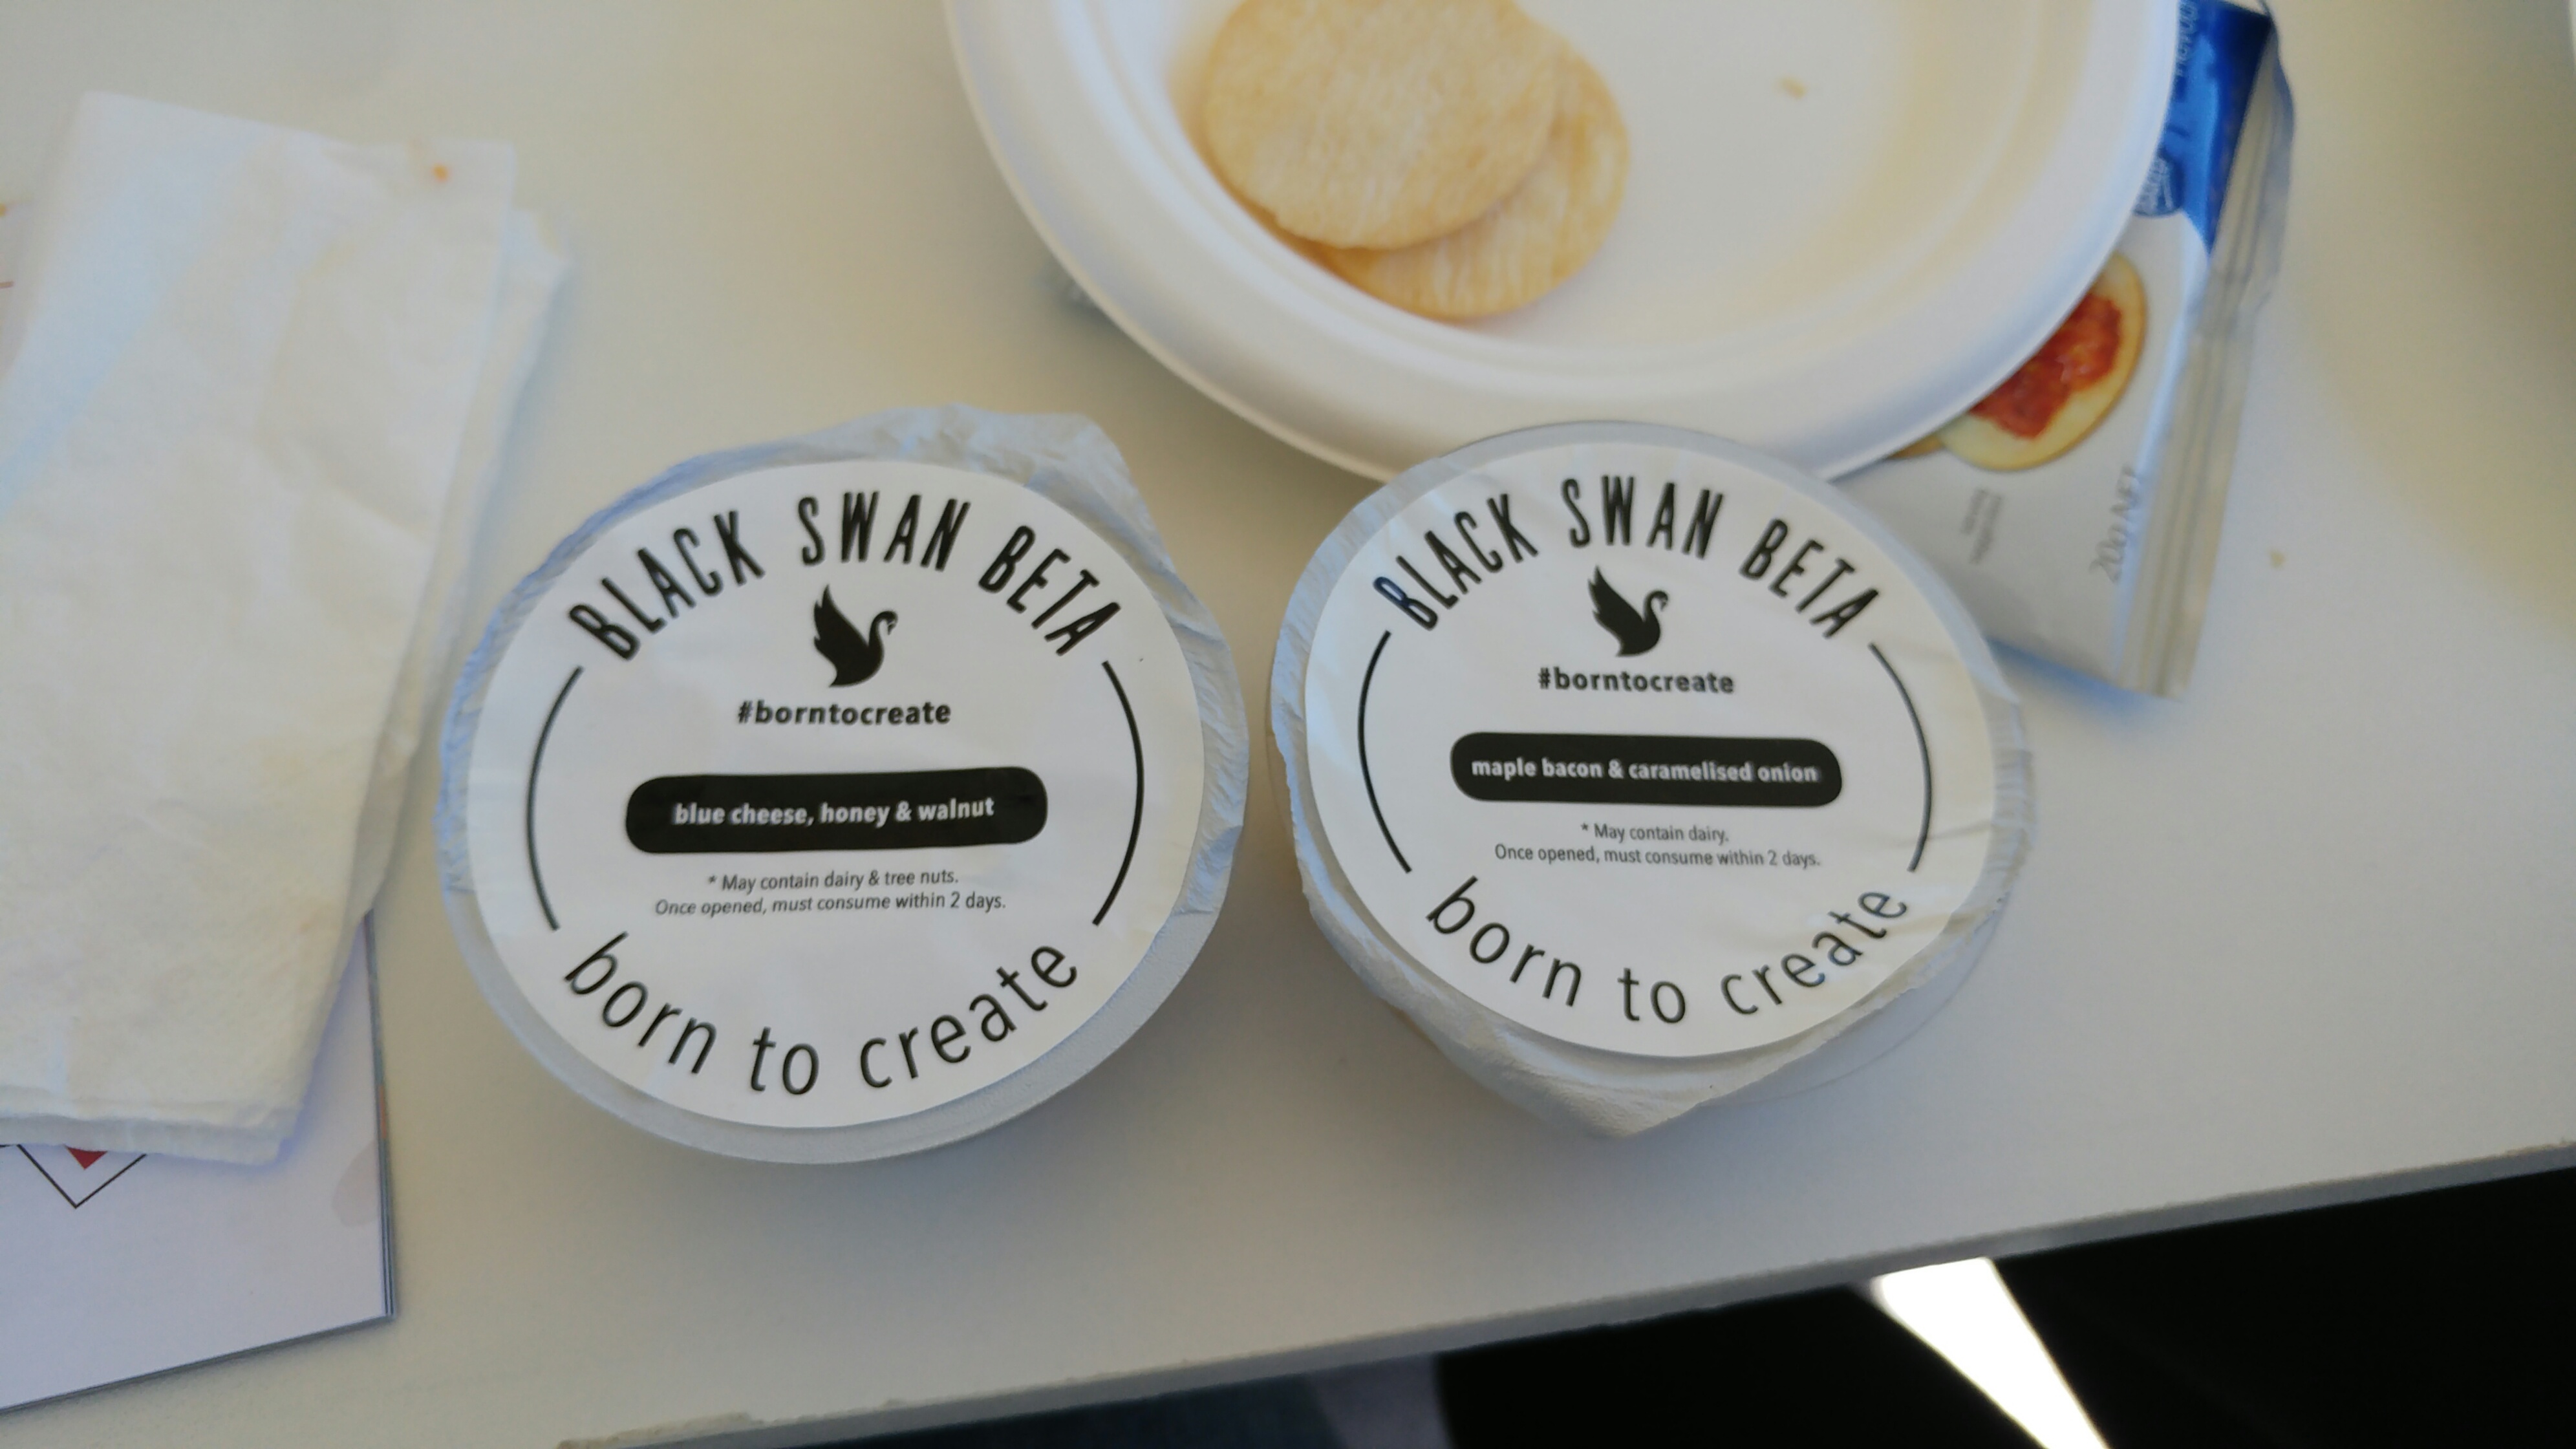 BLACK SWAN BETA
#borntocreate
blue cheese, honey & walnut
* May contain dairy & tree nuts.
Once opened, must consume within 2 days.
born to create
BLACK SWAN BETA
#borntocreate
maple bacon & caramelised onion
* May contain dairy.
Once opened, must consume within 2 days.
born to create
NET